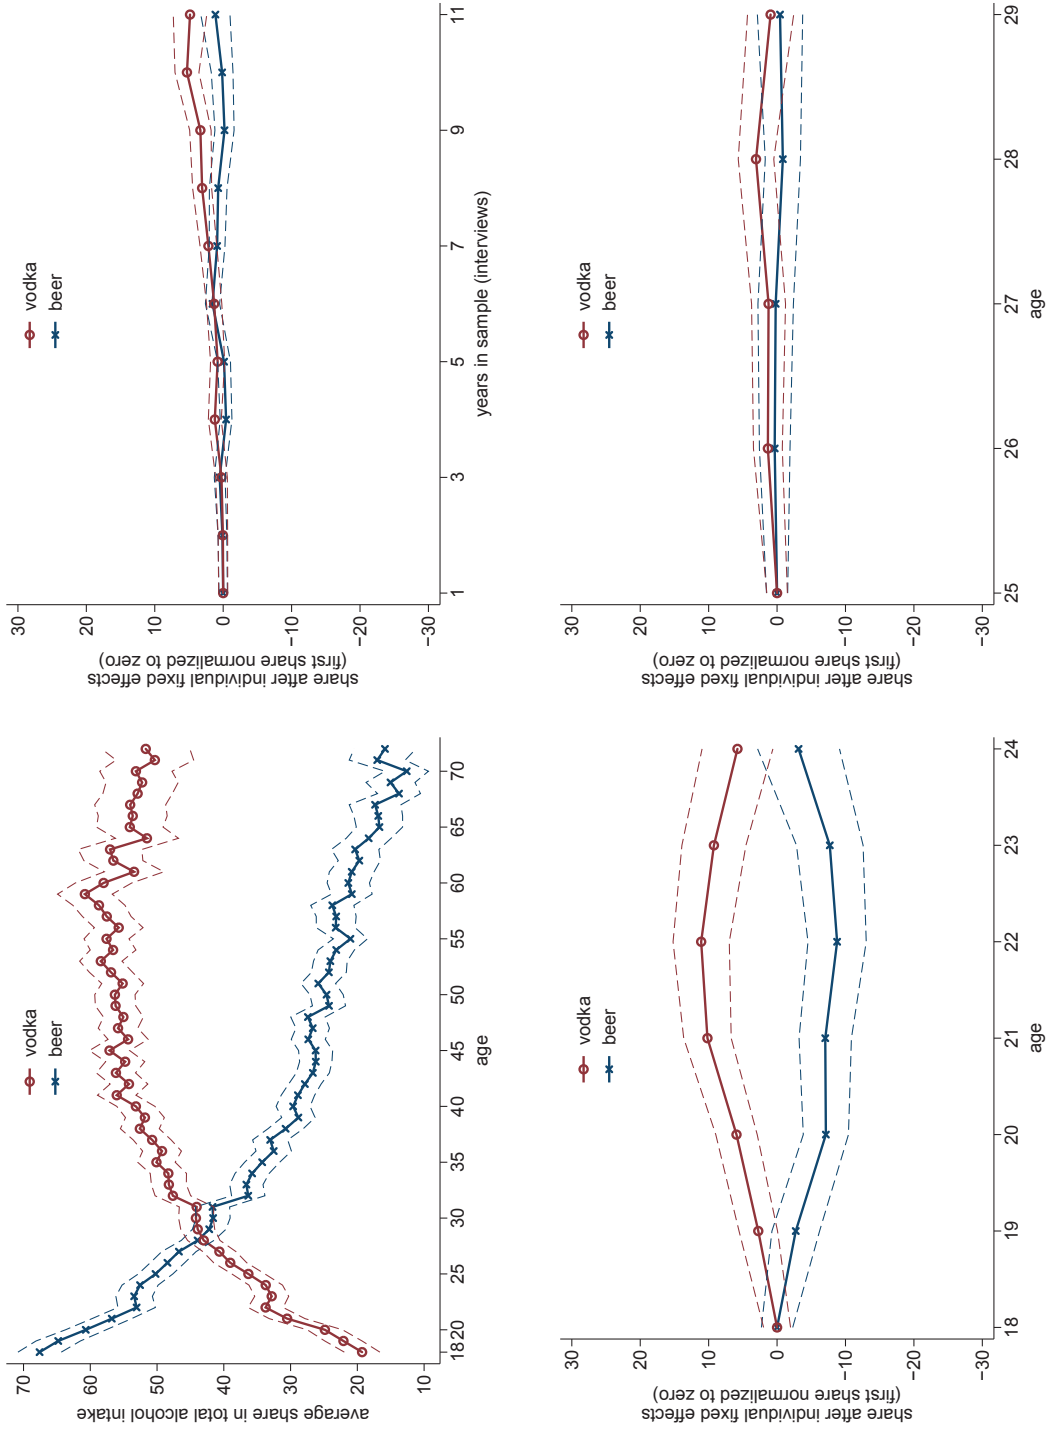 average share in total alcohol intake
70
60
50
40
30
20
10
vodka
beer
18 20 25 30 35 40 45 50 55 60 65 70
age
share after individual fixed effects
(first share normalized to zero)
30
20
10
0
−10
−20
−30
vodka
beer
1 3 5 7 9 11
years in sample (interviews)
share after individual fixed effects
(first share normalized to zero)
30
20
10
0
−10
−20
−30
vodka
beer
18 19 20 21 22 23 24
age
share after individual fixed effects
(first share normalized to zero)
30
20
10
0
−10
−20
−30
vodka
beer
25 26 27 28 29
age